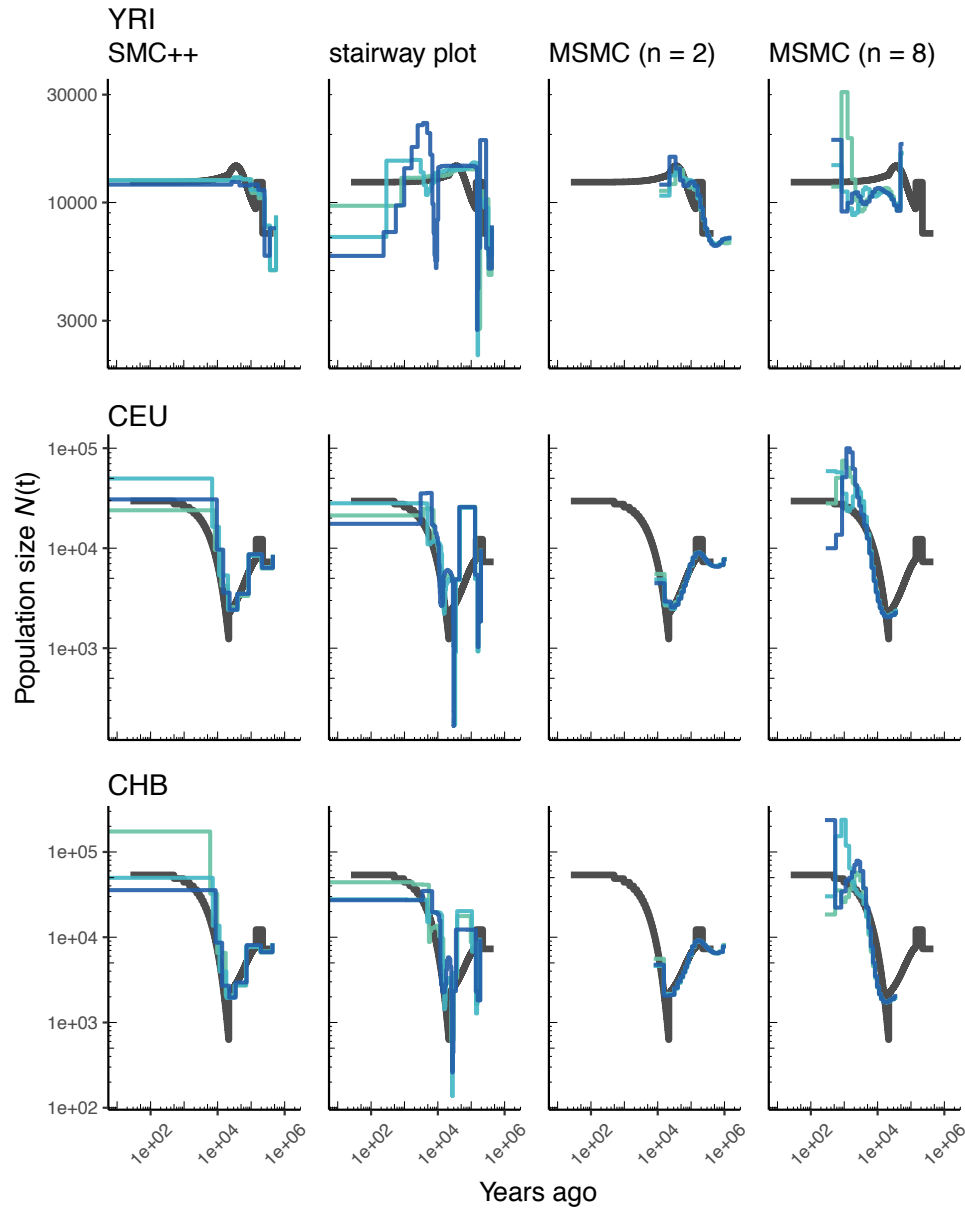 YRI
SMC++ stairway plot MSMC (n = 2) MSMC (n = 8)
30000
10000
3000
CEU
1e+05
1e+04
1e+03
CHB
1e+05
1e+04
1e+03
1e+02
Population size N(t)
1e+02 1e+04 1e+06 1e+02 1e+04 1e+06 1e+02 1e+04 1e+06 1e+02 1e+04 1e+06
Years ago